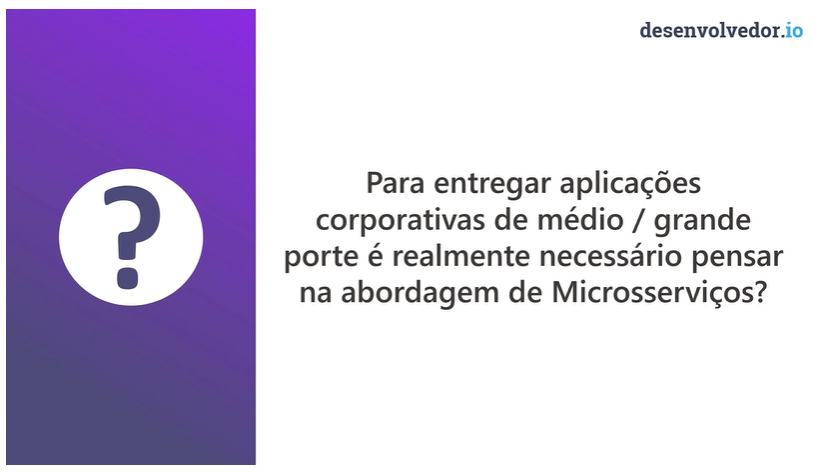 desenvolvedor.io
?
Para entregar aplicações
corporativas de médio / grande
porte é realmente necessário pensar
na abordagem de Microsserviços?